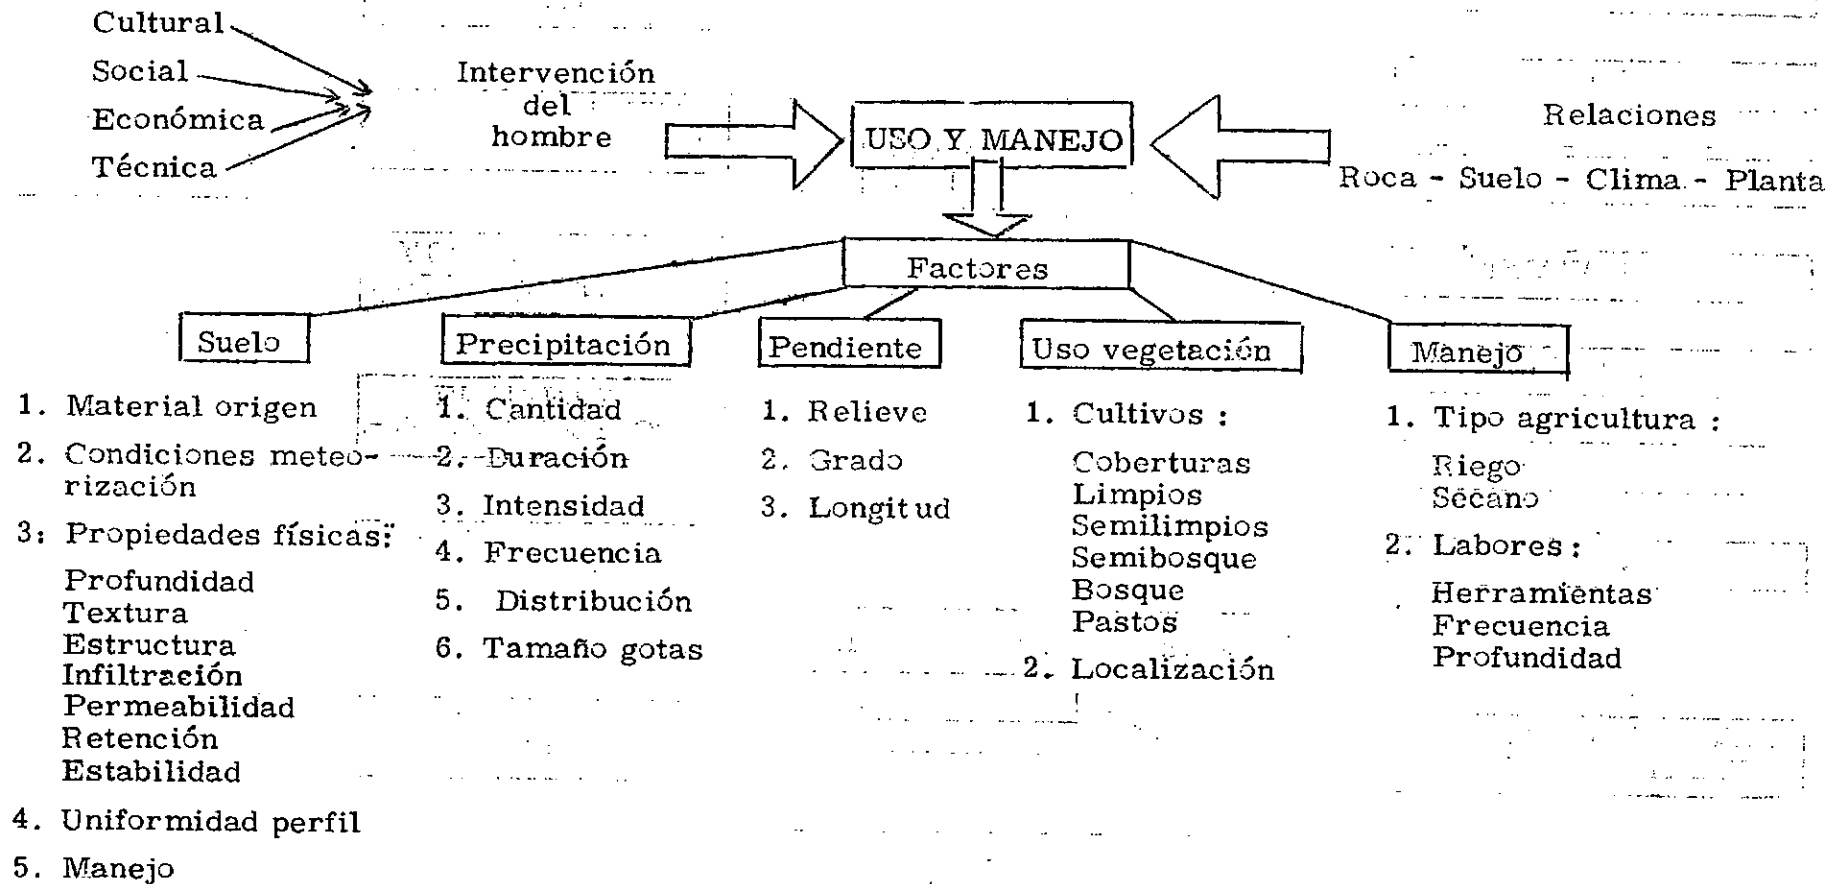 Cultural
Social
Económica
Técnica
Intervención
del
hombre
USO Y MANEJO
Relaciones
Roca - Suelo - Clima - Planta
Factores
Suelo
1. Material origen
2. Condiciones meteo-
rización
3: Propiedades físicas:
Profundidad
Textura
Estructura
Infiltración
Permeabilidad
Retención
Estabilidad
4. Uniformidad perfil
5. Manejo
Precipitación
1. Cantidad
2. Duración
3. Intensidad
4. Frecuencia
5. Distribución
6. Tamaño gotas
Pendiente
1. Relieve
2. Grado
3. Longitud
Uso vegetación
1. Cultivos :
Coberturas
Limpios
Semilimpios
Semibosque
Bosque
Pastos
2. Localización
Manejo
1. Tipo agricultura :
Riego
Sécano
2. Labores :
Herramientas
Frecuencia
Profundidad